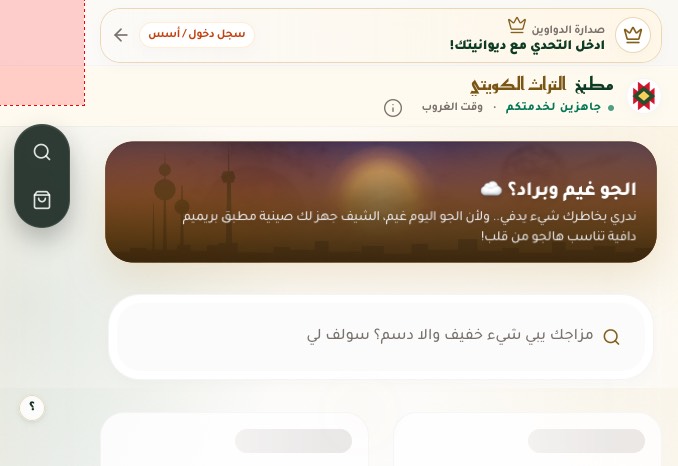 صدارة الدواوين
ادخل التحدي مع ديوانيتك!
سجل دخول / أسس
مطبخ التراث الكويتي
جاهزين لخدمتكم · وقت الغروب
الجو غيم وبراد؟ ☁️
ندري بخاطرك شيء يدفي.. ولأن الجو اليوم غيم، الشيف جهز لك صينية مطبق بريميم
دافية تناسب هالجو من قلب!
مزاجك يبي شيء خفيف والا دسم؟ سولف لي
؟